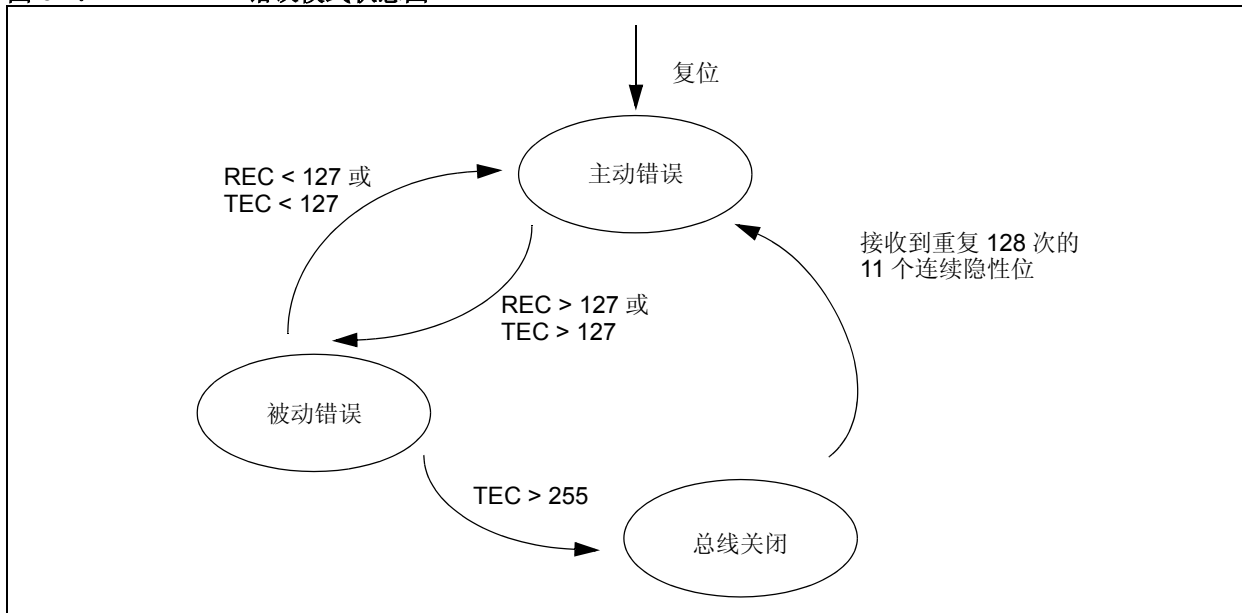 复位
主动错误
REC < 127 或
TEC < 127
接收到重复 128 次的
11 个连续隐性位
REC > 127 或
TEC > 127
被动错误
TEC > 255
总线关闭